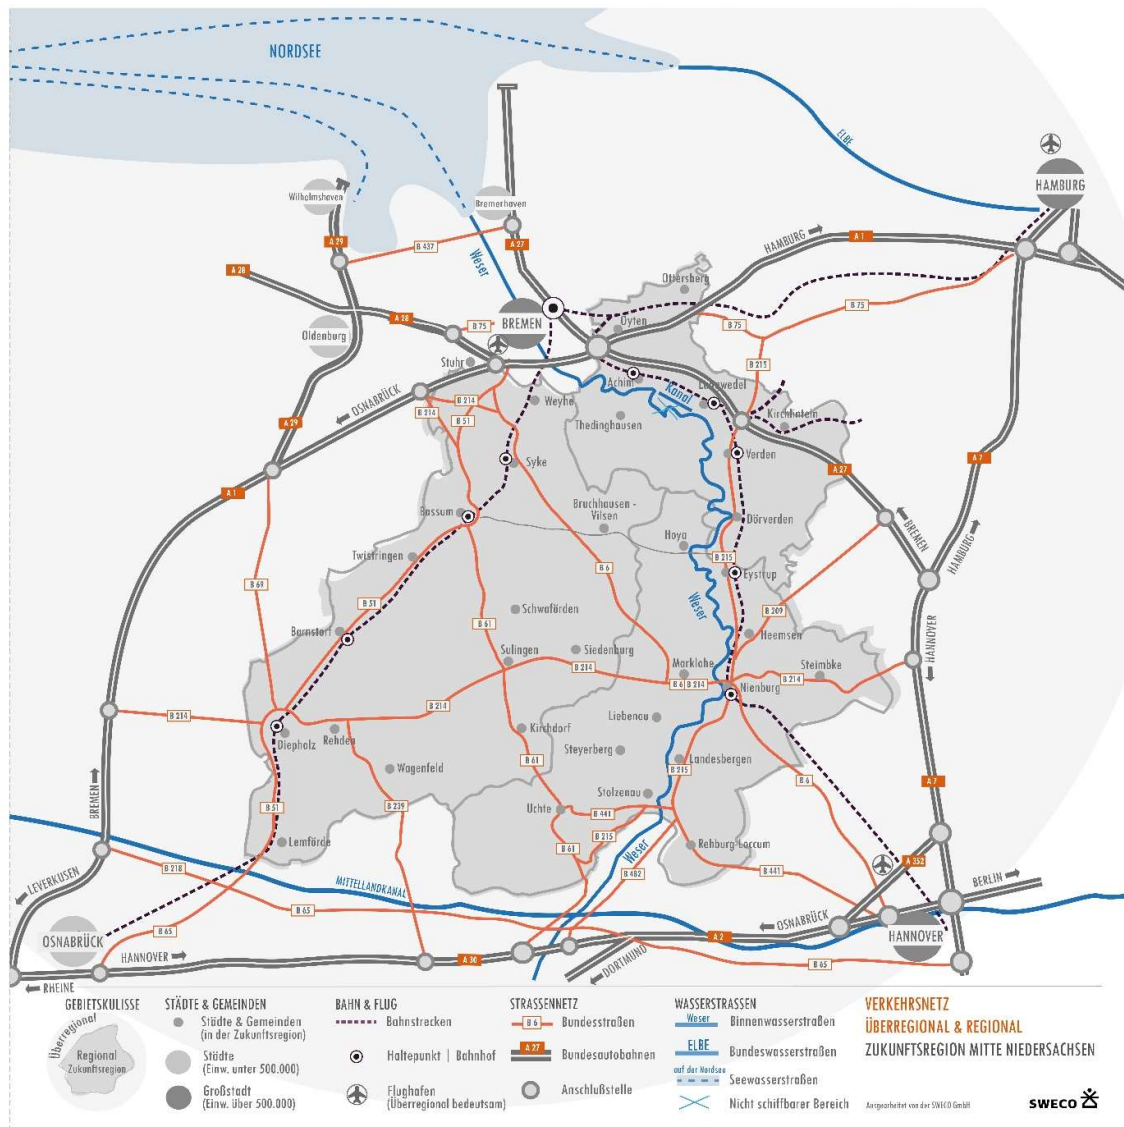 NORDSEE
ELBE
HAMBURG
Wilhelmshaven
Bremerhaven
A 29
B 437
A 27
Weser
HAMBURG
A 1
A 28
Ottersberg
A 28
B 75
BREMEN
Oyten
B 75
B 75
Oldenburg
Stuhr
B 215
Achim
Langwedel
OSNABRÜCK
B 214
B 214
B 51
Weyhe
Kanal
Thedinghausen
Kirchlinteln
A 29
Syke
Verden
A 7
A 27
A 1
Bassum
Bruchhausen -
Vilsen
Dörverden
BREMEN
HAMBURG
Hoya
Twistringen
B 215
Eystrup
B 69
B 6
B 51
Weser
B 209
Schwaförden
Barnstorf
B 61
Heemsen
HANNOVER
Sulingen
Siedenburg
Marklohe
Steimbke
B 214
B 6
B 214
B 214
Nienburg
B 214
B 214
Liebenau
Kirchdorf
Diepholz
Rehden
Steyerberg
Landesbergen
B 61
B 215
Wagenfeld
B 6
A 7
BREMEN
Stolzenau
B 51
B 239
Uchte
B 441
B 215
Lemförde
B 61
Weser
Rehburg-Loccum
A 352
B 218
B 482
B 441
LEVERKUSEN
MITTELLANDKANAL
BERLIN
B 65
OSNABRÜCK
B 65
OSNABRÜCK
A 2
HANNOVER
HANNOVER
A 30
DORTMUND
B 65
RHEINE
GEBIETSKULISSE
Überregional
Regional
Zukunftsregion
STÄDTE & GEMEINDEN
Städte & Gemeinden
(in der Zukunftsregion)
Städte
(Einw. unter 500.000)
Großstadt
(Einw. über 500.000)
BAHN & FLUG
Bahnstrecken
Haltepunkt | Bahnhof
Flughafen
(Überregional bedeutsam)
STRASSENNETZ
B 6
Bundesstraßen
A 27
Bundesautobahnen
Anschlußstelle
WASSERSTRASSEN
Weser
Binnenwasserstraßen
ELBE
Bundeswasserstraßen
auf der Nordsee
Seewasserstraßen
Nicht schiffbarer Bereich
VERKEHRSNETZ
ÜBERREGIONAL & REGIONAL
ZUKUNFTSREGION MITTE NIEDERSACHSEN
Ausgearbeitet von der SWECO GmbH
SWECO